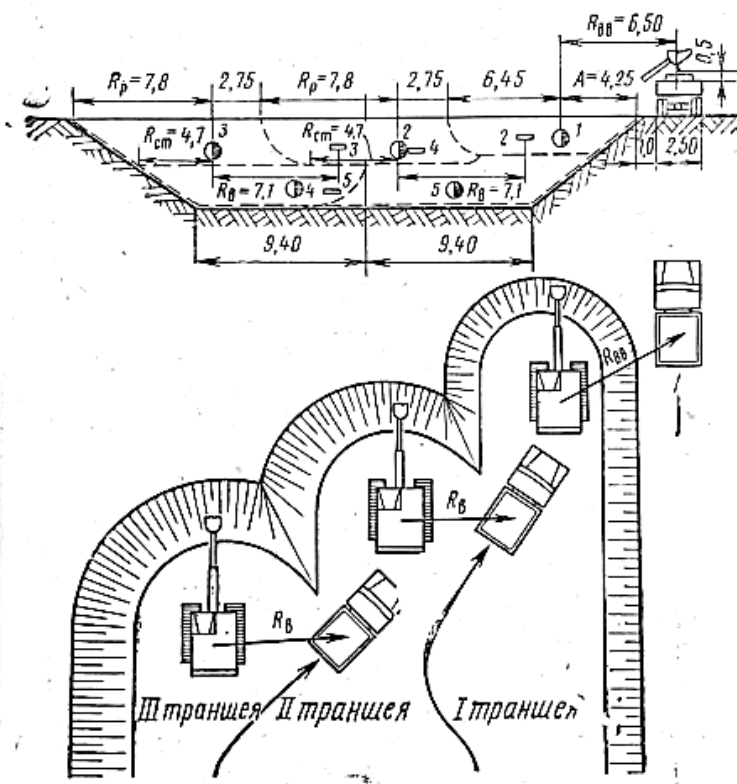 Rвв = 6,50
0,5
Rр = 7,8 2,75 Rр = 7,8 2,75 6,45 A = 4,25
Rст = 4,7 3 Rст = 4,7 2 2 1
3 4
Rв = 7,1 4 5 5 Rв = 7,1 2,50
9,40 9,40
Rвв
Rв
Rв
III траншея II траншея I траншея